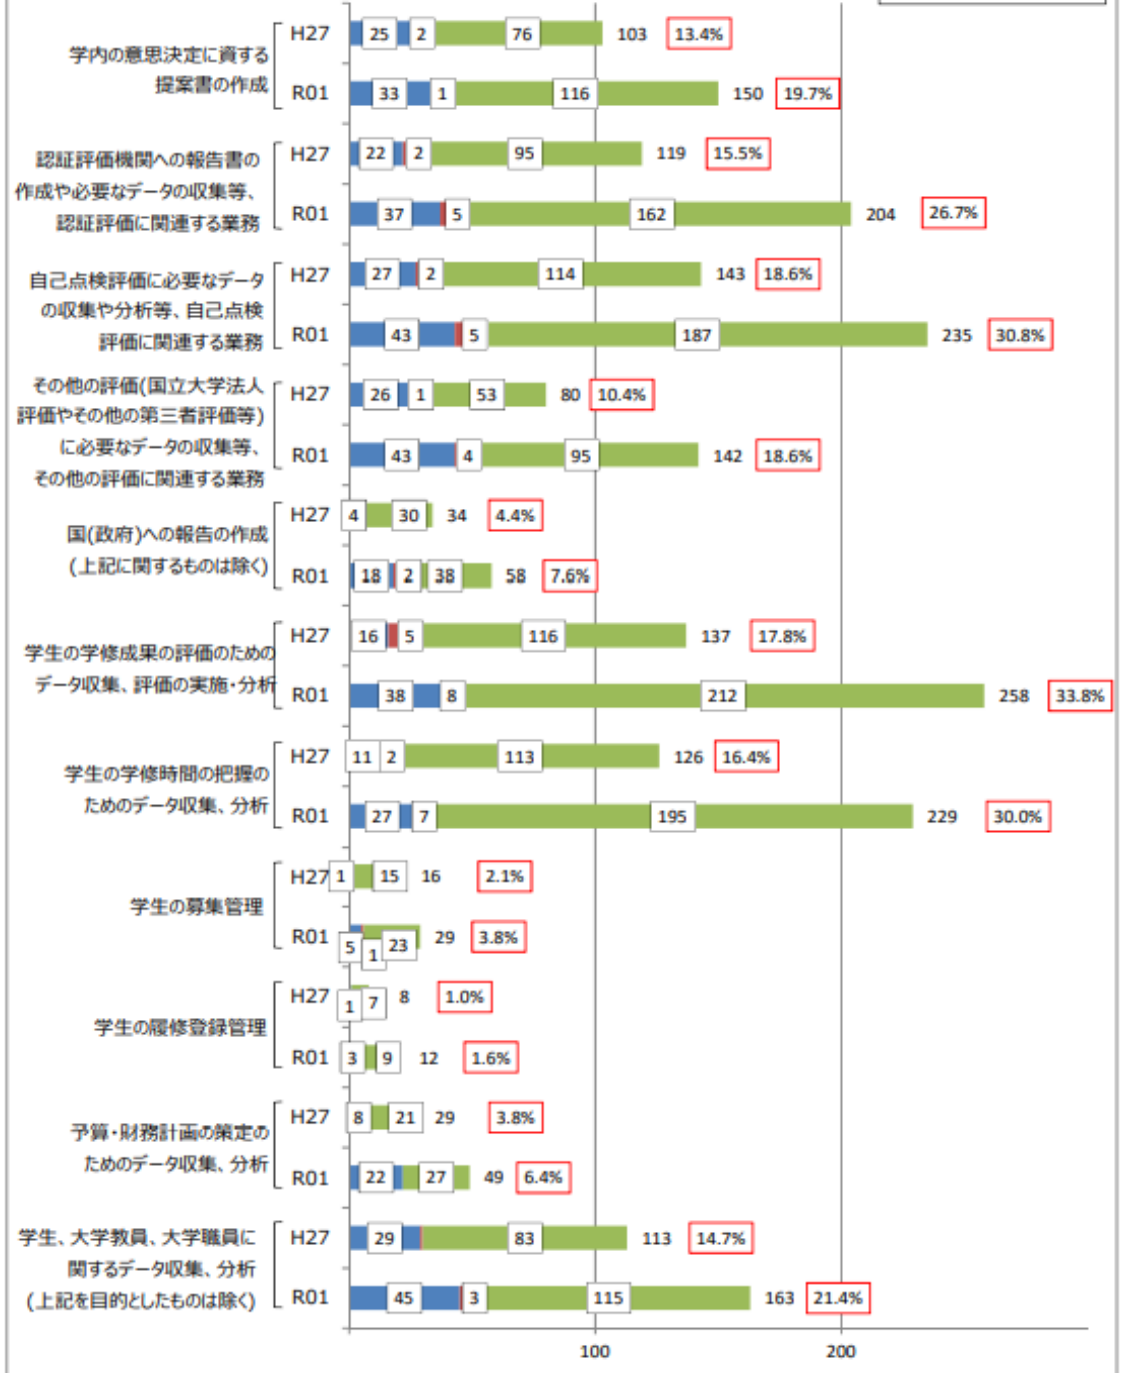 学内の意思決定に資する
提案書の作成
H27 25 2 76 103 13.4%
R01 33 1 116 150 19.7%
認証評価機関への報告書の
作成や必要なデータの収集等、
認証評価に関連する業務
H27 22 2 95 119 15.5%
R01 37 5 162 204 26.7%
自己点検評価に必要なデータ
の収集や分析等、自己点検
評価に関連する業務
H27 27 2 114 143 18.6%
R01 43 5 187 235 30.8%
その他の評価(国立大学法人
評価やその他の第三者評価等)
に必要なデータの収集等、
その他の評価に関連する業務
H27 26 1 53 80 10.4%
R01 43 4 95 142 18.6%
国(政府)への報告の作成
(上記に関するものは除く)
H27 4 30 34 4.4%
R01 18 2 38 58 7.6%
学生の学修成果の評価のための
データ収集、評価の実施・分析
H27 16 5 116 137 17.8%
R01 38 8 212 258 33.8%
学生の学修時間の把握の
ためのデータ収集、分析
H27 11 2 113 126 16.4%
R01 27 7 195 229 30.0%
学生の募集管理
H27 1 15 16 2.1%
R01 5 1 23 29 3.8%
学生の履修登録管理
H27 1 7 8 1.0%
R01 3 9 12 1.6%
予算・財務計画の策定の
ためのデータ収集、分析
H27 8 21 29 3.8%
R01 22 27 49 6.4%
学生、大学教員、大学職員に
関するデータ収集、分析
(上記を目的としたものは除く)
H27 29 83 113 14.7%
R01 45 3 115 163 21.4%
100 200